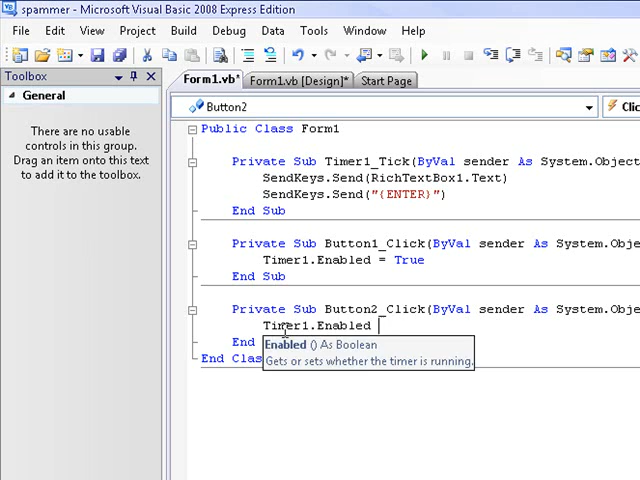 spammer - Microsoft Visual Basic 2008 Express Edition
File Edit View Project Build Debug Data Tools Window Help
Toolbox
General
There are no usable
controls in this group.
Drag an item onto this text
to add it to the toolbox.
Form1.vb* Form1.vb [Design]* Start Page
Button2 Clic
Public Class Form1
Private Sub Timer1_Tick(ByVal sender As System.Object
SendKeys.Send(RichTextBox1.Text)
SendKeys.Send("{ENTER}")
End Sub
Private Sub Button1_Click(ByVal sender As System.Obje
Timer1.Enabled = True
End Sub
Private Sub Button2_Click(ByVal sender As System.Obje
Timer1.Enabled
End
Enabled () As Boolean
End Clas
Gets or sets whether the timer is running.